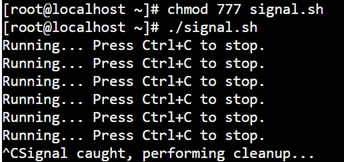 [root@localhost ~]# chmod 777 signal.sh
[root@localhost ~]# ./signal.sh
Running... Press Ctrl+C to stop.
Running... Press Ctrl+C to stop.
Running... Press Ctrl+C to stop.
Running... Press Ctrl+C to stop.
Running... Press Ctrl+C to stop.
Running... Press Ctrl+C to stop.
^CSignal caught, performing cleanup...